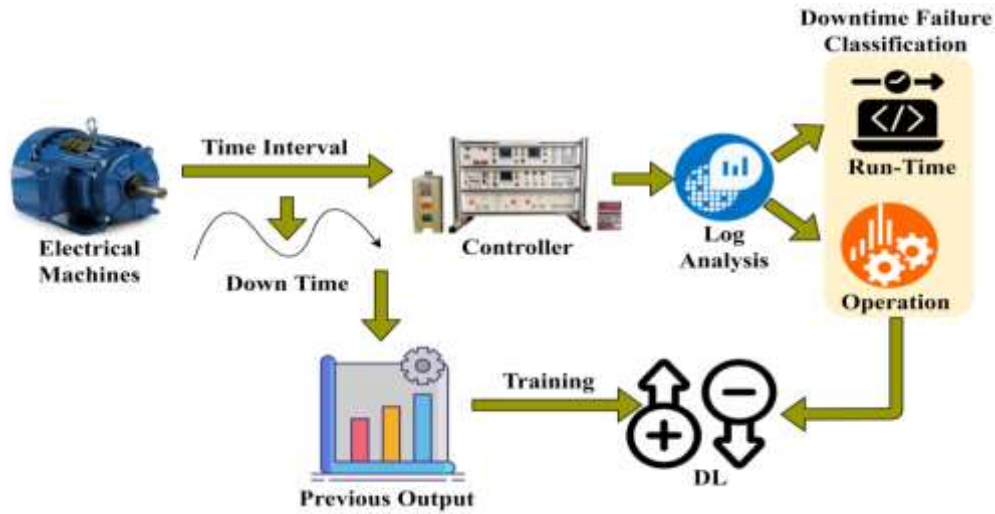 Downtime Failure
Classification
Time Interval
</>
Run-Time
Electrical
Machines
Controller
Log
Analysis
Down Time
Operation
Training
DL
Previous Output